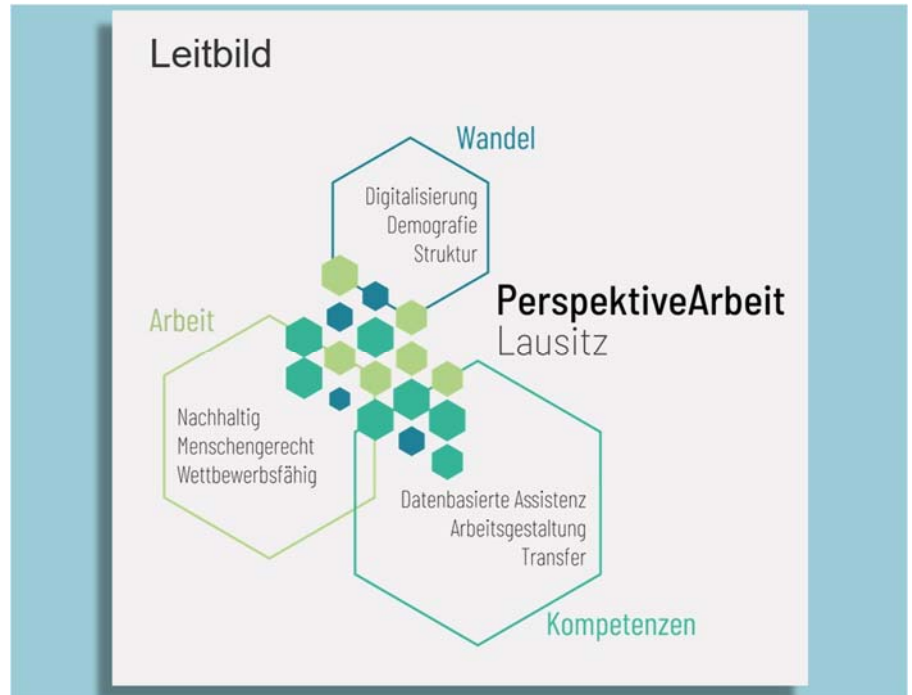 Leitbild
Wandel
Digitalisierung
Demografie
Struktur
PerspektiveArbeit
Lausitz
Arbeit
Nachhaltig
Menschengerecht
Wettbewerbsfähig
Datenbasierte Assistenz
Arbeitsgestaltung
Transfer
Kompetenzen